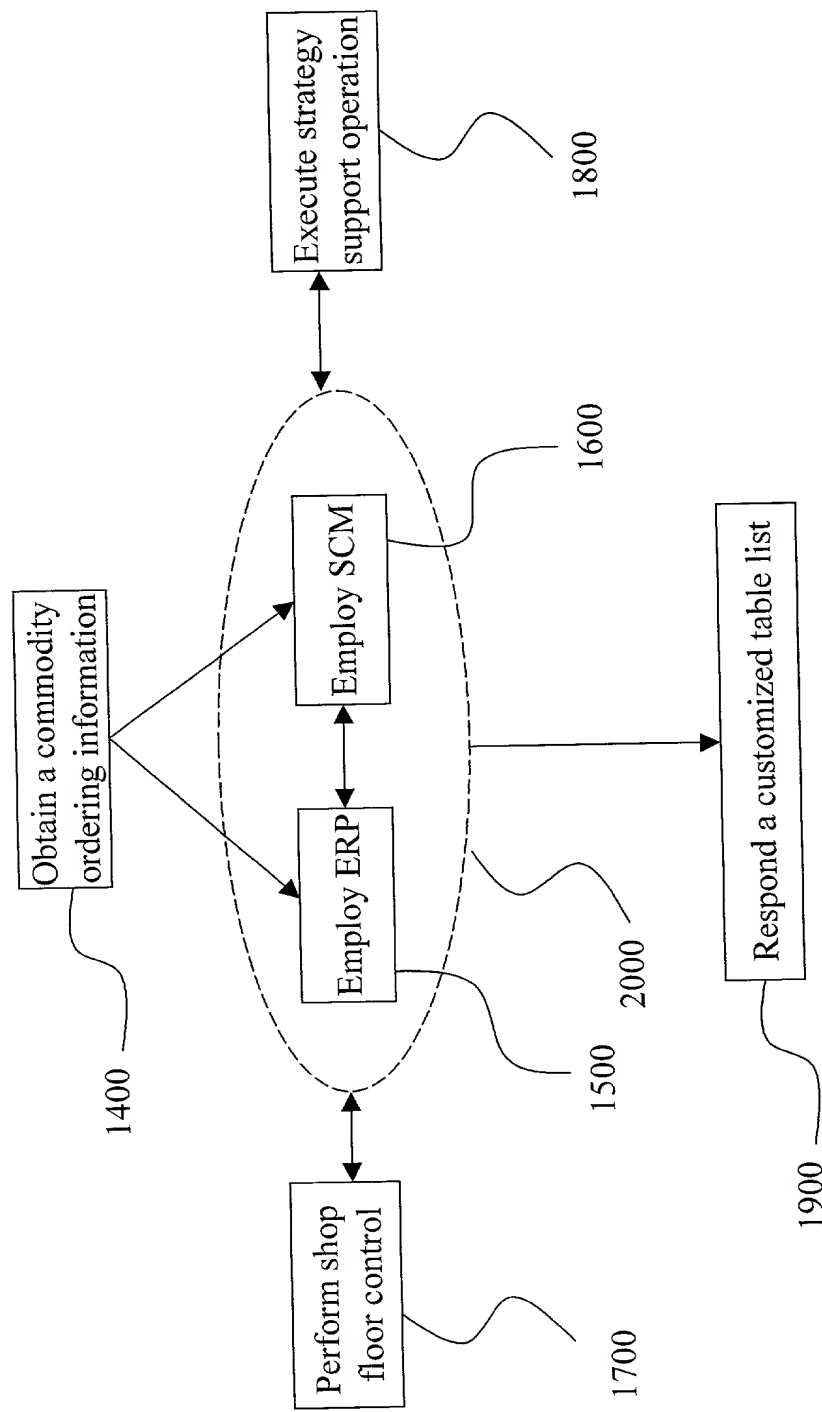 Obtain a commodity
ordering information
1400
Employ ERP
1500
Employ SCM
1600
2000
Perform shop
floor control
1700
Execute strategy
support operation
1800
Respond a customized table list
1900